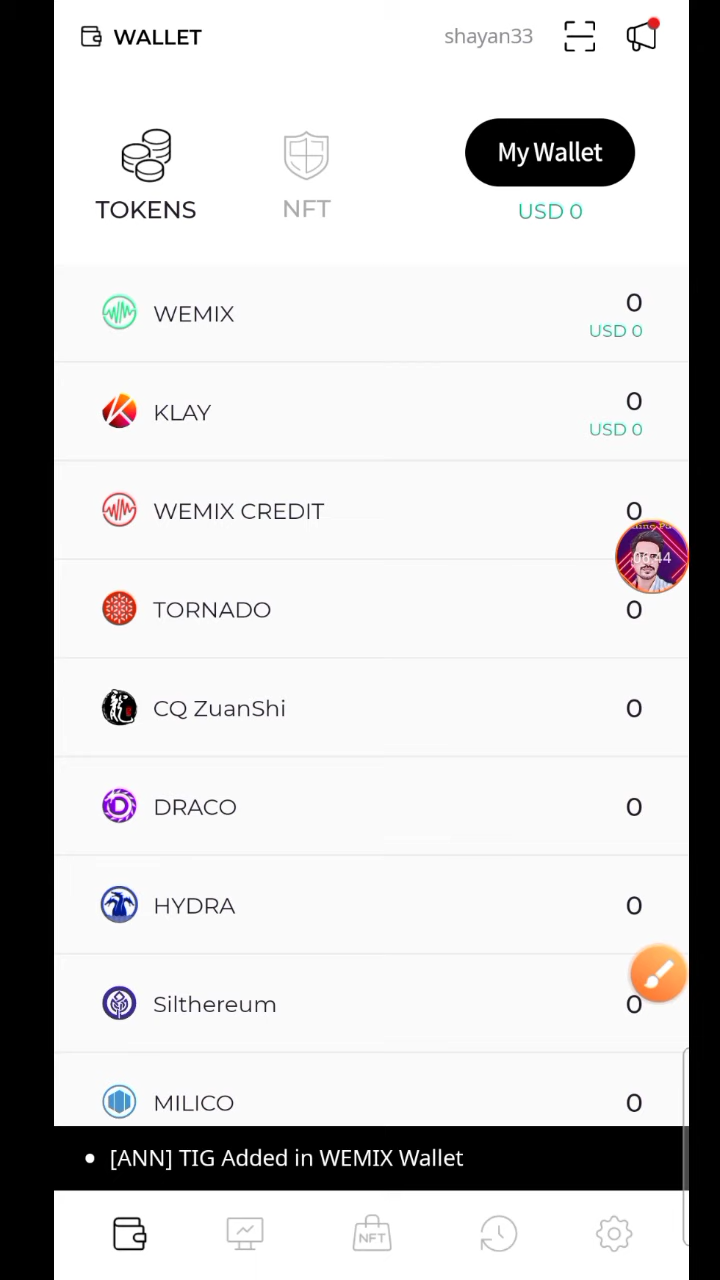 WALLET
shayan33
TOKENS
NFT
My Wallet
USD 0
WEMIX
0
USD 0
KLAY
0
USD 0
WEMIX CREDIT
0
TORNADO
0
CQ ZuanShi
0
DRACO
0
HYDRA
0
Silthereum
0
MILICO
0
• [ANN] TIG Added in WEMIX Wallet
NFT